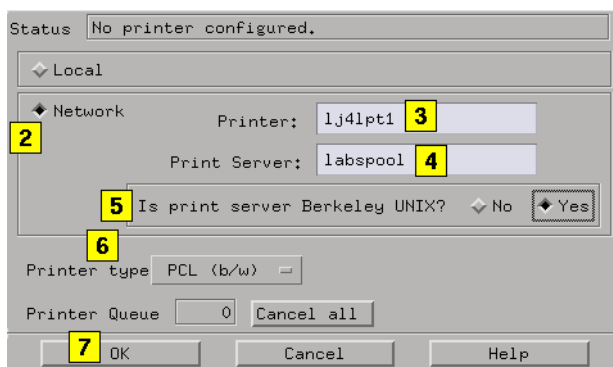 Status No printer configured.
Local
Network
2
Printer: lj4lpt1 3
Print Server: labspool 4
5 Is print server Berkeley UNIX? No Yes
6
Printer type PCL (b/w)
Printer Queue 0 Cancel all
7 OK Cancel Help